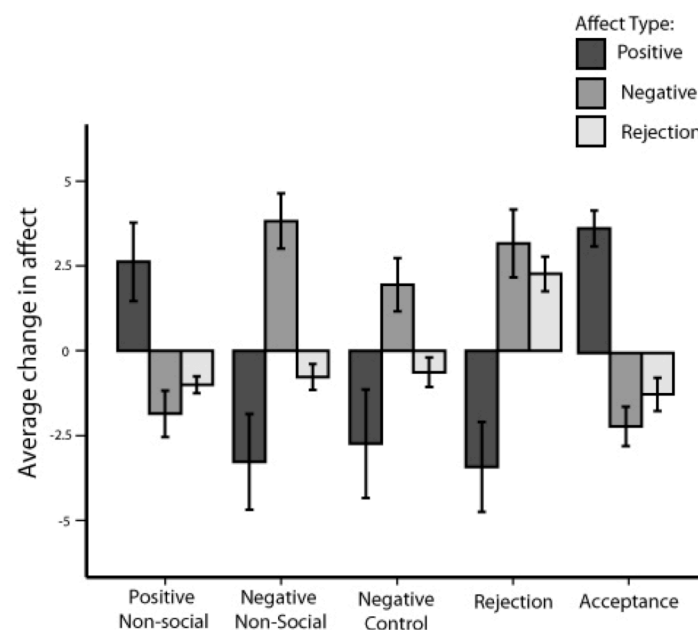 Affect Type:
Positive
Negative
Rejection
Average change in affect
5
2.5
0
-2.5
-5
Positive
Non-social
Negative
Non-Social
Negative
Control
Rejection
Acceptance